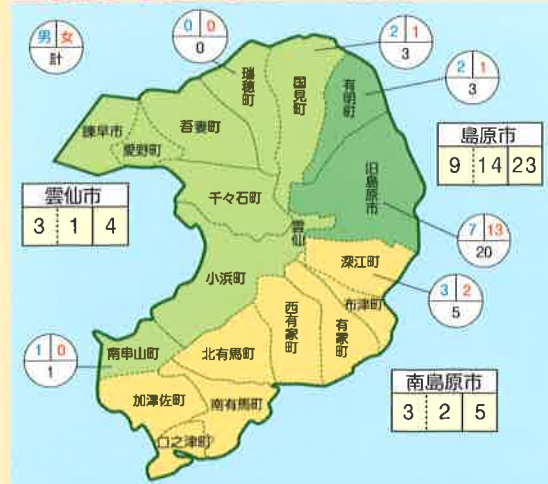 男 女
計
0 0
0
2 1
3
2 1
3
瑞穂町
国見町
有明町
諫早市
吾妻町
愛野町
島原市
9 14 23
旧島原市
雲仙市
3 1 4
千々石町
雲仙
7 13
20
小浜町
深江町
3 2
5
布津町
西有家町
有家町
1 0
1
南串山町
北有馬町
加津佐町
南有馬町
口之津町
南島原市
3 2 5